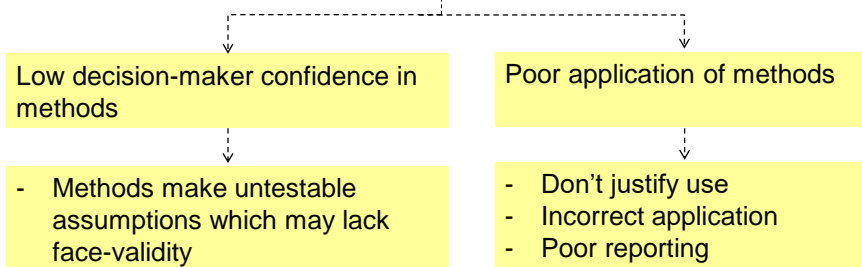 Low decision-maker confidence in
methods
Poor application of methods
- Methods make untestable
assumptions which may lack
face-validity
- Don’t justify use
- Incorrect application
- Poor reporting